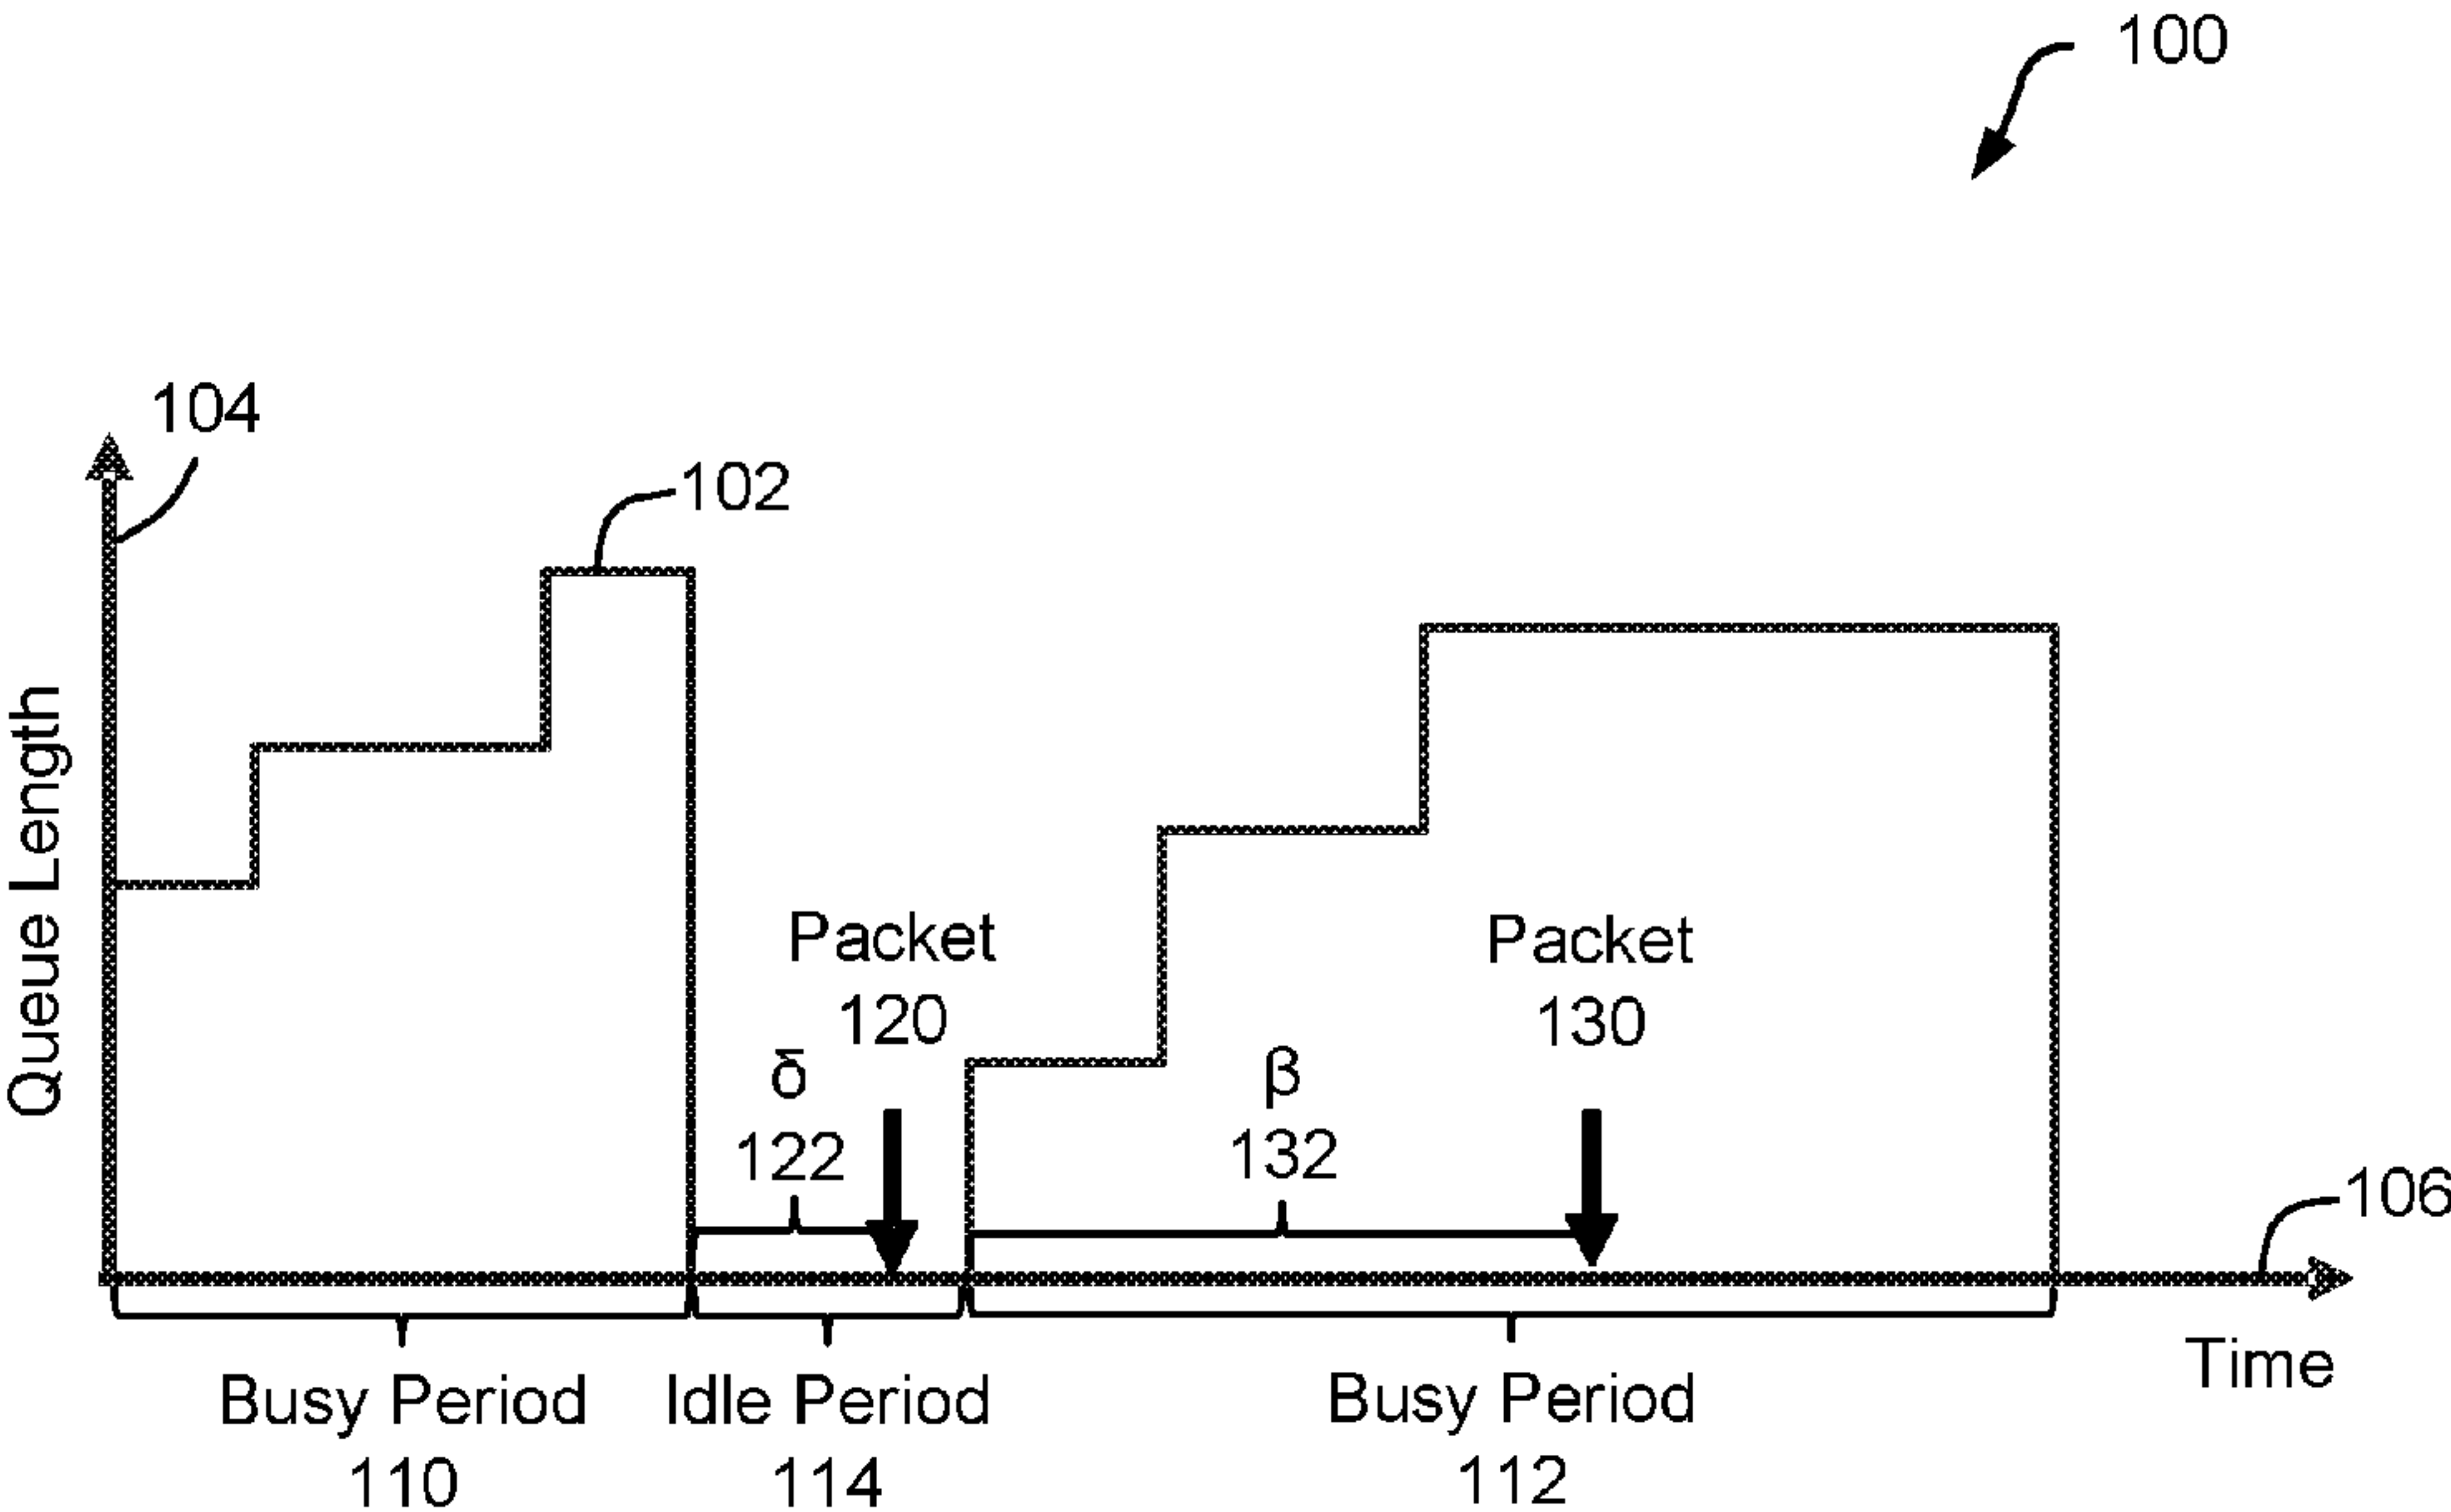 100
104
102
Queue Length
Packet
120
Packet
130
δ
122
β
132
106
Time
Busy Period
110
Idle Period
114
Busy Period
112